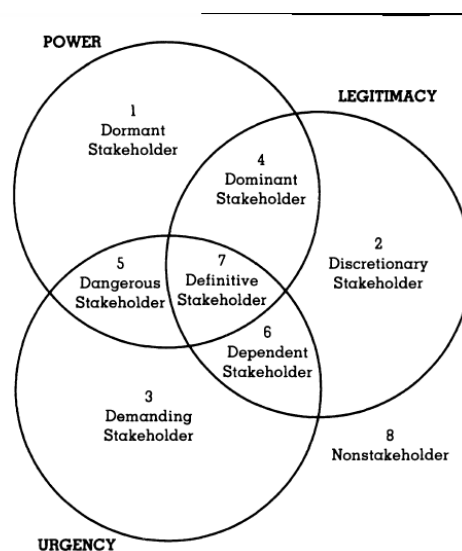 POWER
LEGITIMACY
1
Dormant
Stakeholder
4
Dominant
Stakeholder
2
Discretionary
Stakeholder
5
Dangerous
Stakeholder
7
Definitive
Stakeholder
6
Dependent
Stakeholder
3
Demanding
Stakeholder
8
Nonstakeholder
URGENCY